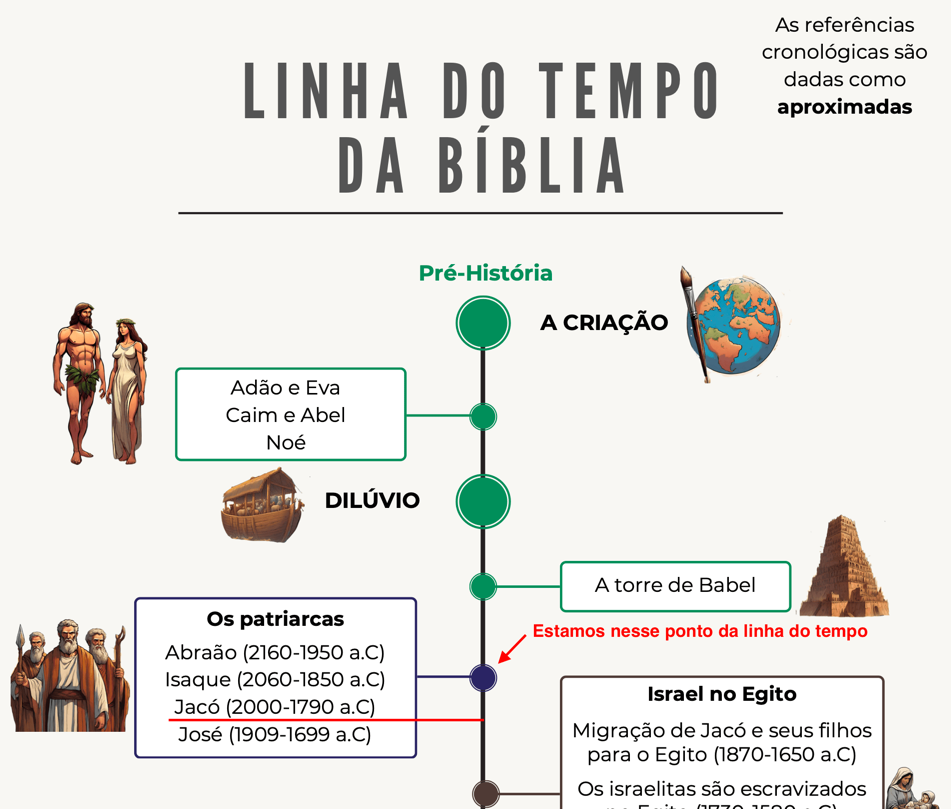 As referências
cronológicas são
dadas como
aproximadas
LINHA DO TEMPO
DA BÍBLIA
Pré-História
A CRIAÇÃO
Adão e Eva
Caim e Abel
Noé
DILÚVIO
A torre de Babel
Estamos nesse ponto da linha do tempo
Os patriarcas
Abraão (2160-1950 a.C)
Isaque (2060-1850 a.C)
Jacó (2000-1790 a.C)
José (1909-1699 a.C)
Israel no Egito
Migração de Jacó e seus filhos
para o Egito (1870-1650 a.C)
Os israelitas são escravizados